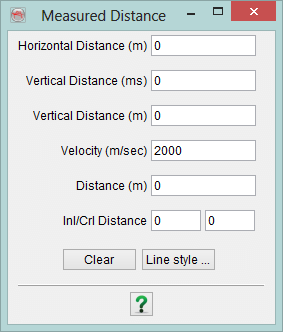 Measured Distance
Horizontal Distance (m) 0
Vertical Distance (ms) 0
Vertical Distance (m) 0
Velocity (m/sec) 2000
Distance (m) 0
Inl/Crl Distance 0 0
Clear Line style ...
?